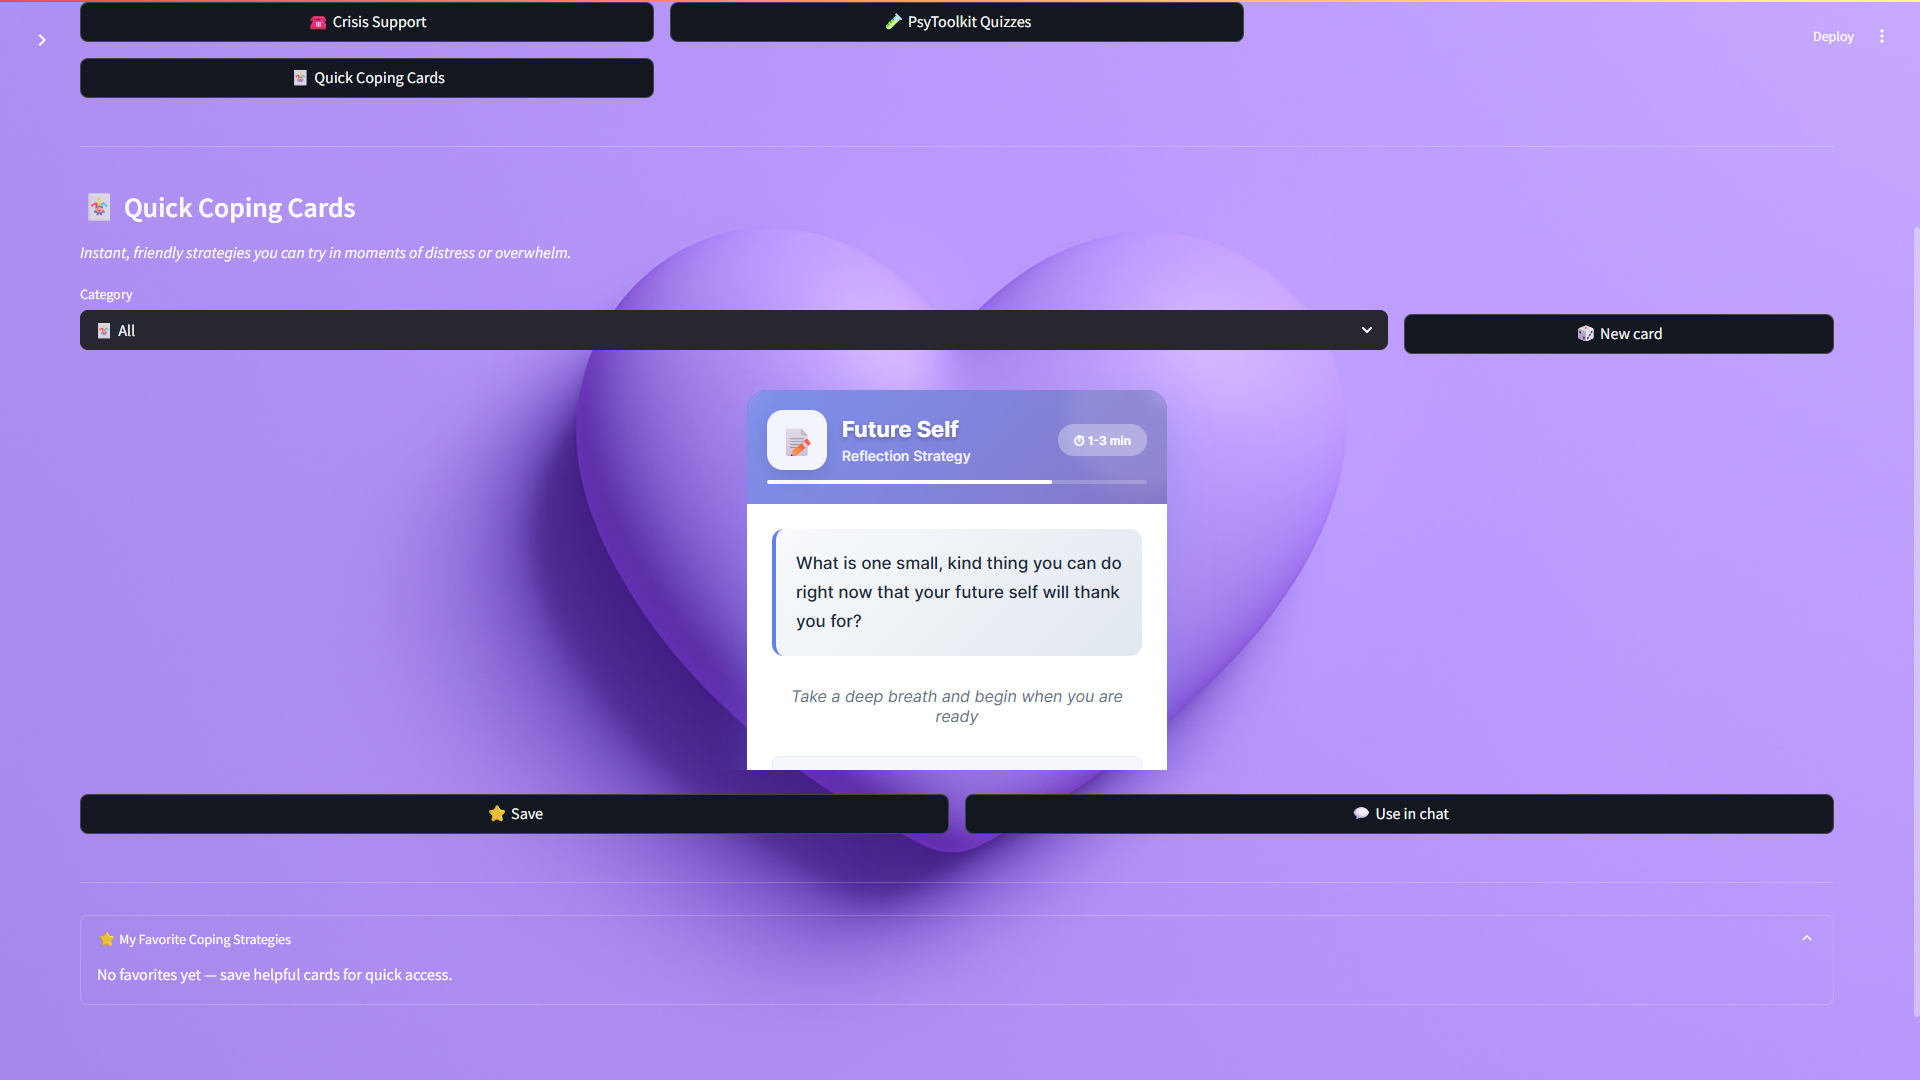 Crisis Support
PsyToolkit Quizzes
Deploy
Quick Coping Cards
Quick Coping Cards
Instant, friendly strategies you can try in moments of distress or overwhelm.
Category
All
New card
Future Self
Reflection Strategy
1-3 min
What is one small, kind thing you can do
right now that your future self will thank
you for?
Take a deep breath and begin when you are
ready
Save
Use in chat
My Favorite Coping Strategies
No favorites yet — save helpful cards for quick access.